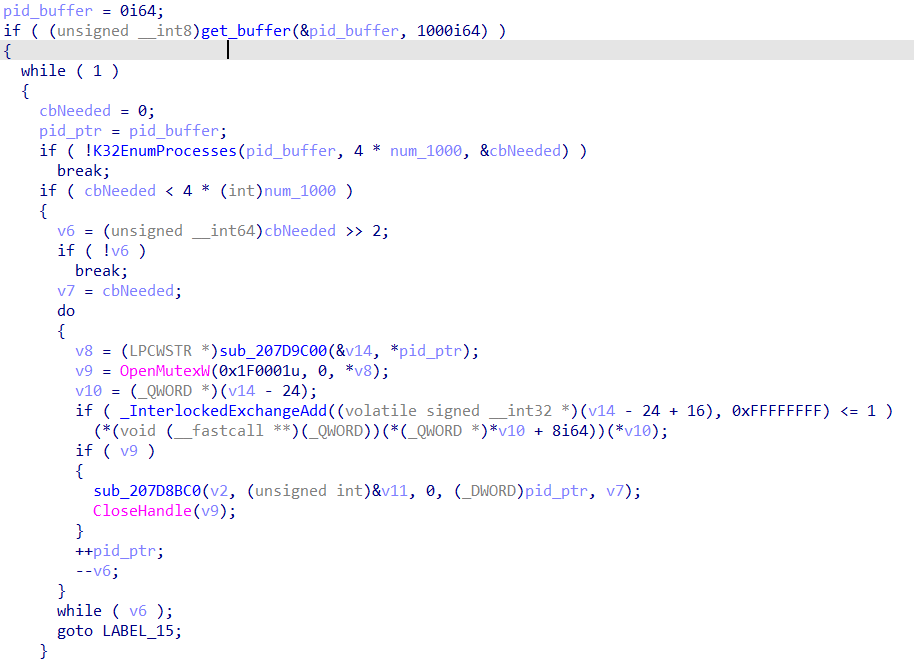 pid_buffer = 0i64;
if ( (unsigned __int8)get_buffer(&pid_buffer, 1000i64) )
{
while ( 1 )
{
cbNeeded = 0;
pid_ptr = pid_buffer;
if ( !K32EnumProcesses(pid_buffer, 4 * num_1000, &cbNeeded) )
break;
if ( cbNeeded < 4 * (int)num_1000 )
{
v6 = (unsigned __int64)cbNeeded >> 2;
if ( !v6 )
break;
v7 = cbNeeded;
do
{
v8 = (LPCWSTR *)sub_207D9C00(&v14, *pid_ptr);
v9 = OpenMutexW(0x1F0001u, 0, *v8);
v10 = (_QWORD *)(v14 - 24);
if ( _InterlockedExchangeAdd((volatile signed __int32 *)(v14 - 24 + 16), 0xFFFFFFFF) <= 1 )
(*(void (__fastcall **)(_QWORD))(*(_QWORD *)*v10 + 8i64))(*v10);
if ( v9 )
{
sub_207D8BC0(v2, (unsigned int)&v11, 0, (_DWORD)pid_ptr, v7);
CloseHandle(v9);
}
++pid_ptr;
--v6;
}
while ( v6 );
goto LABEL_15;
}